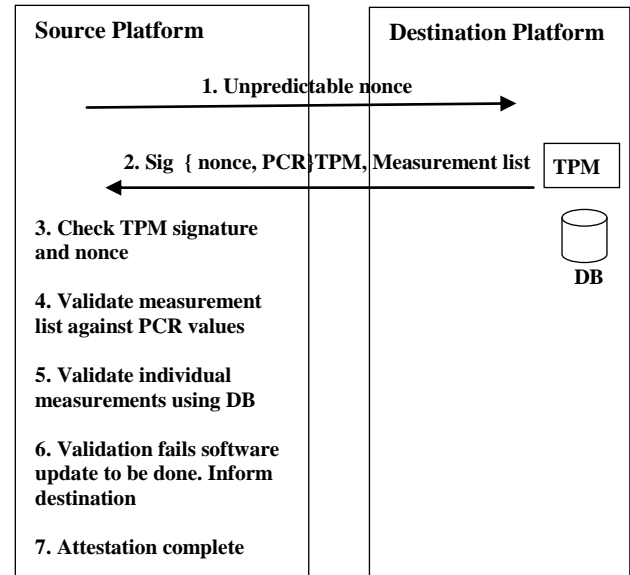 Source Platform
Destination Platform
1. Unpredictable nonce
2. Sig { nonce, PCR}TPM, Measurement list
TPM
DB
3. Check TPM signature
and nonce
4. Validate measurement
list against PCR values
5. Validate individual
measurements using DB
6. Validation fails software
update to be done. Inform
destination
7. Attestation complete